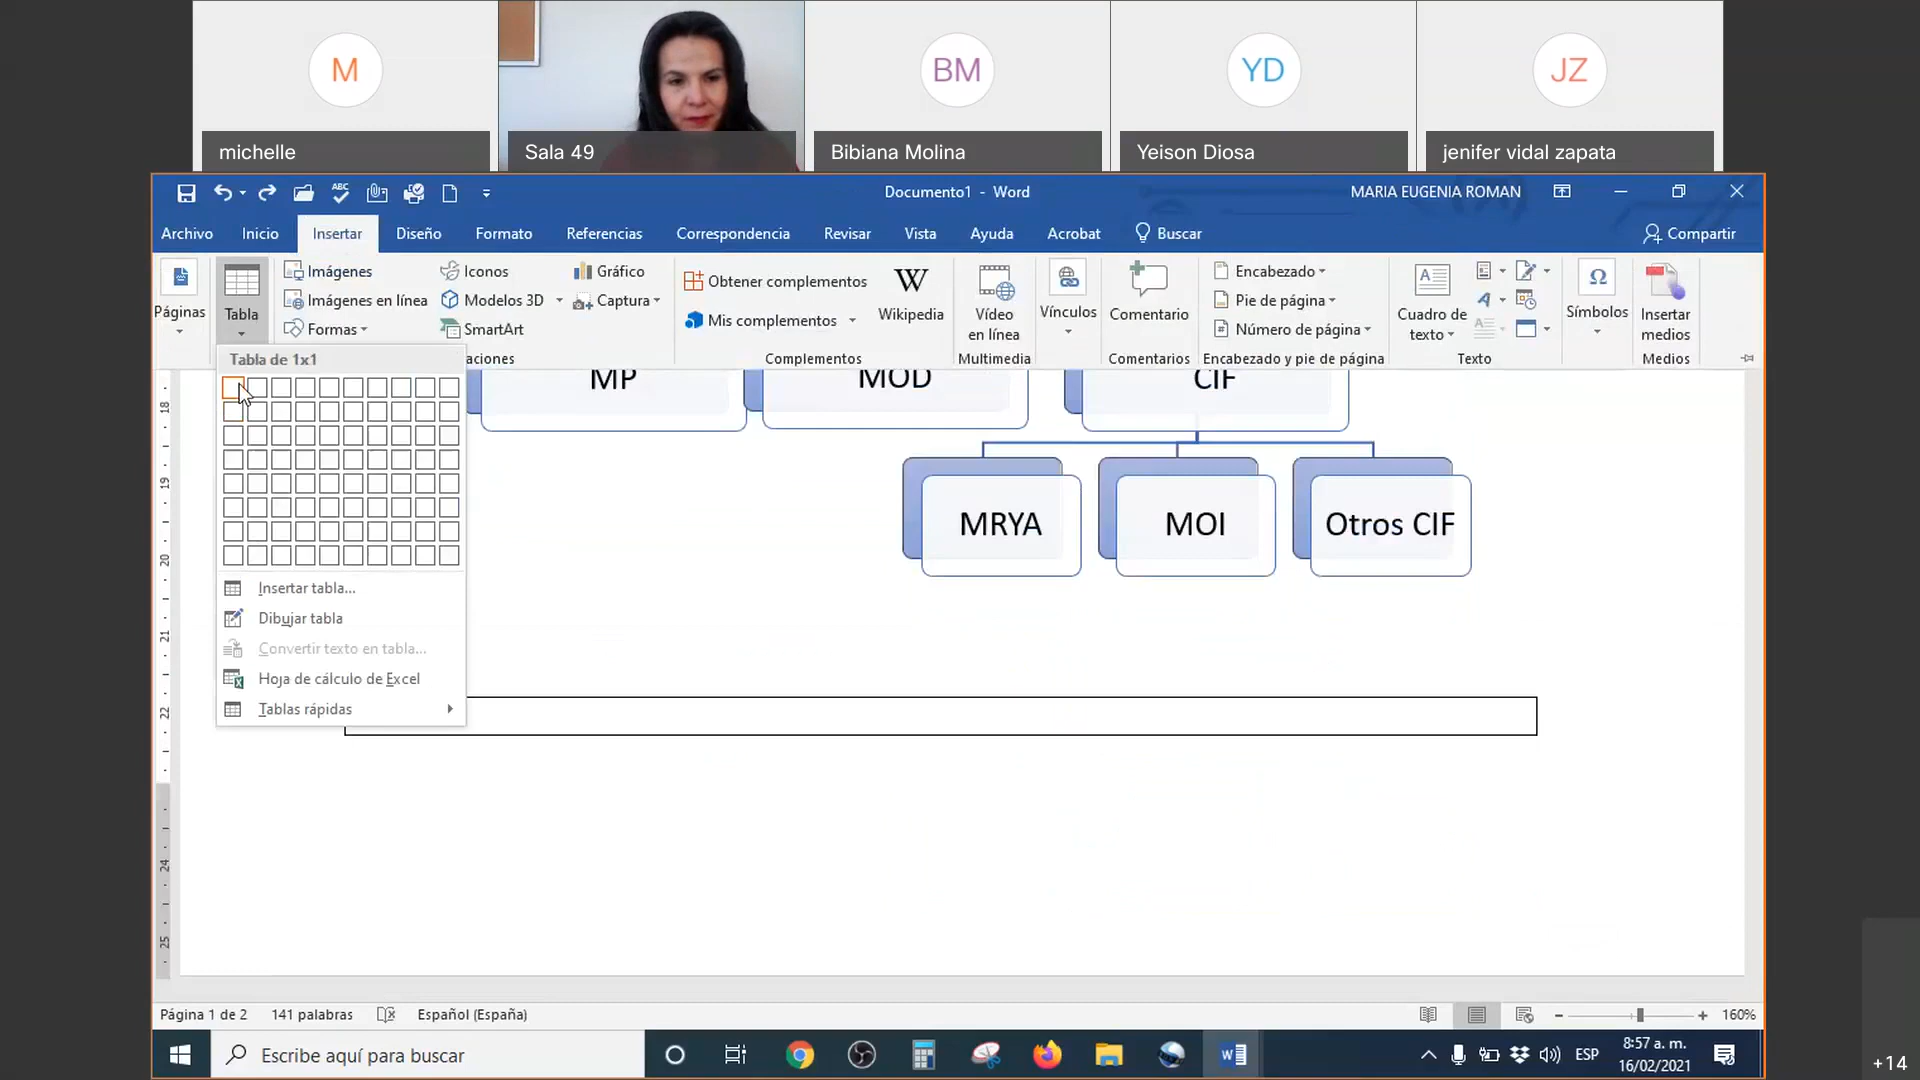 M
BM
YD
JZ
michelle
Sala 49
Bibiana Molina
Yeison Diosa
jenifer vidal zapata
ABC
Documento1 - Word
MARIA EUGENIA ROMAN
Archivo
Inicio
Insertar
Diseño
Formato
Referencias
Correspondencia
Revisar
Vista
Ayuda
Acrobat
Buscar
Compartir
Páginas
Tabla
Imágenes
Imágenes en línea
Formas
Iconos
Modelos 3D
SmartArt
Gráfico
Captura
Obtener complementos
Mis complementos
W
Wikipedia
Vídeo
en línea
Vínculos
Comentario
Encabezado
Pie de página
Número de página
Cuadro de
texto
Símbolos
Insertar
medios
aciones
Complementos
Multimedia
Comentarios
Encabezado y pie de página
Texto
Medios
Tabla de 1x1
Insertar tabla...
Dibujar tabla
Convertir texto en tabla...
Hoja de cálculo de Excel
Tablas rápidas
18
19
20
21
22
24
25
MP
MOD
CIF
MRYA
MOI
Otros CIF
Página 1 de 2
141 palabras
Español (España)
160%
Escribe aquí para buscar
ESP
8:57 a. m.
16/02/2021
+14